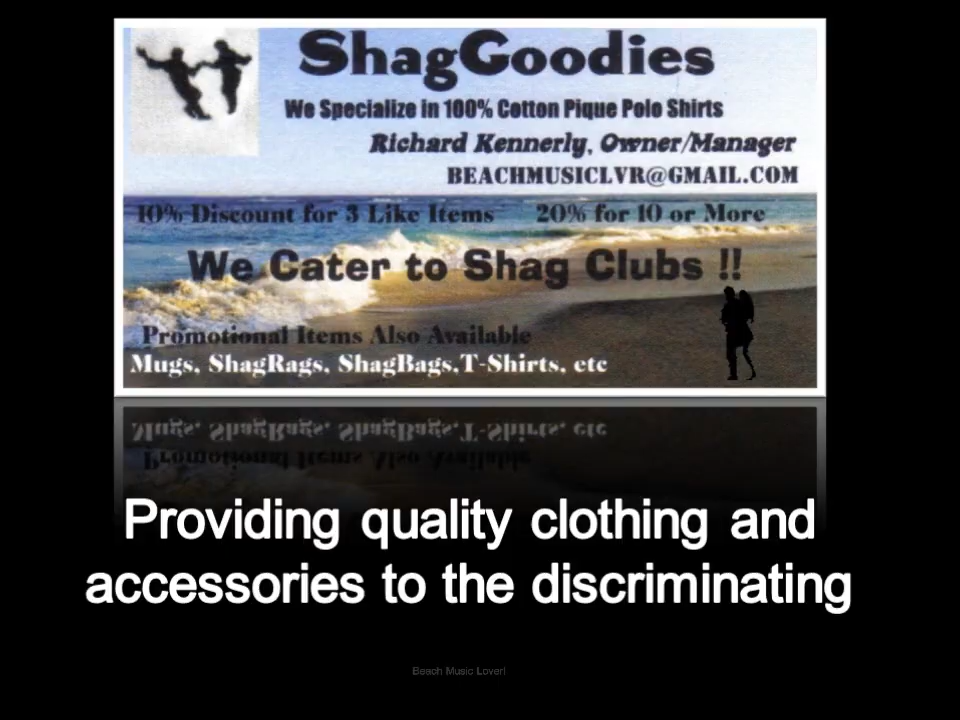 ShagGoodies
We Specialize in 100% Cotton Pique Polo Shirts
Richard Kennerly, Owner/Manager
BEACHMUSICLVR@GMAIL.COM
10% Discount for 3 Like Items 20% for 10 or More
We Cater to Shag Clubs !!
Promotional Items Also Available
Mugs, ShagRags, ShagBags,T-Shirts, etc
Providing quality clothing and
accessories to the discriminating
Beach Music Lover!